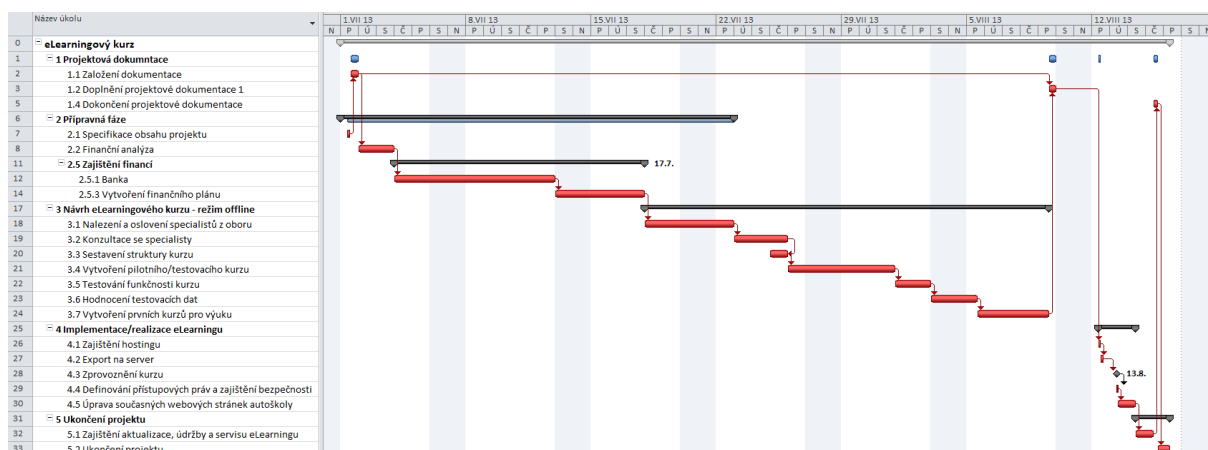 Název úkolu
1.VII 13 8.VII 13 15.VII 13 22.VII 13 29.VII 13 5.VIII 13 12.VIII 13
N P Ú S Č P S N P Ú S Č P S N P Ú S Č P S N P Ú S Č P S N P Ú S Č P S N P Ú S Č P S N P Ú S Č P S N
0 eLearningový kurz
1 1 Projektová dokumntace
2 1.1 Založení dokumentace
3 1.2 Doplnění projektové dokumentace 1
5 1.4 Dokončení projektové dokumentace
6 2 Přípravná fáze
7 2.1 Specifikace obsahu projektu
8 2.2 Finanční analýza
11 2.5 Zajištění financí 17.7.
12 2.5.1 Banka
14 2.5.3 Vytvoření finančního plánu
17 3 Návrh eLearningového kurzu - režim offline
18 3.1 Nalezení a oslovení specialistů z oboru
19 3.2 Konzultace se specialisty
20 3.3 Sestavení struktury kurzu
21 3.4 Vytvoření pilotního/testovacího kurzu
22 3.5 Testování funkčnosti kurzu
23 3.6 Hodnocení testovacích dat
24 3.7 Vytvoření prvních kurzů pro výuku
25 4 Implementace/realizace eLearningu
26 4.1 Zajištění hostingu
27 4.2 Export na server
28 4.3 Zprovoznění kurzu 13.8.
29 4.4 Definování přístupových práv a zajištění bezpečnosti
30 4.5 Úprava současných webových stránek autoškoly
31 5 Ukončení projektu
32 5.1 Zajištění aktualizace, údržby a servisu eLearningu
33 5.2 Ukončení projektu